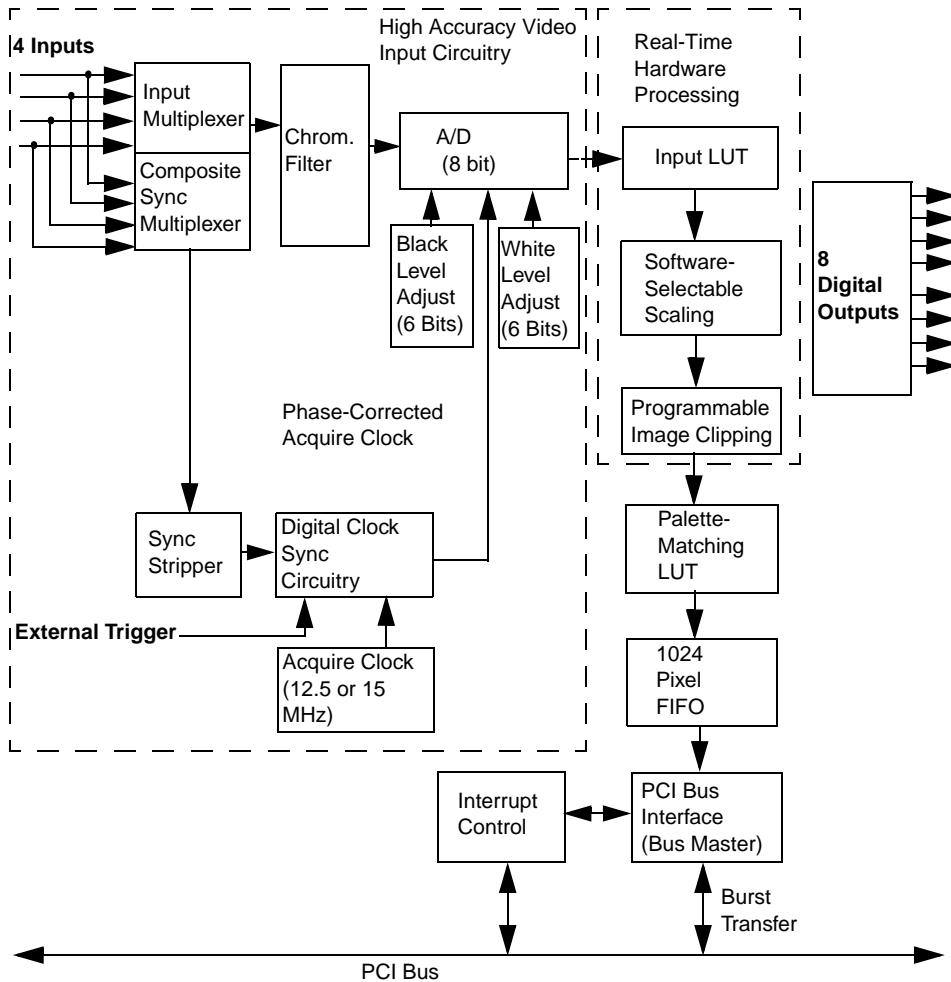 4 Inputs
High Accuracy Video
Input Circuitry
Real-Time
Hardware
Processing
Input
Multiplexer
Composite
Sync
Multiplexer
Chrom.
Filter
A/D
(8 bit)
Input LUT
Black
Level
Adjust
(6 Bits)
White
Level
Adjust
(6 Bits)
Software-
Selectable
Scaling
8
Digital
Outputs
Phase-Corrected
Acquire Clock
Programmable
Image Clipping
Sync
Stripper
Digital Clock
Sync
Circuitry
Palette-
Matching
LUT
External Trigger
Acquire Clock
(12.5 or 15
MHz)
1024
Pixel
FIFO
Interrupt
Control
PCI Bus
Interface
(Bus Master)
Burst
Transfer
PCI Bus